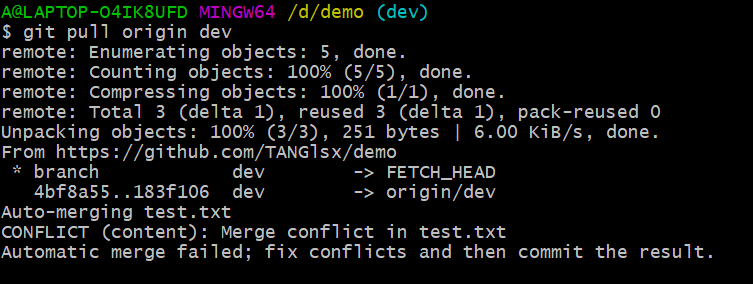 A@LAPTOP-O4IK8UFD MINGW64 /d/demo (dev)
$ git pull origin dev
remote: Enumerating objects: 5, done.
remote: Counting objects: 100% (5/5), done.
remote: Compressing objects: 100% (1/1), done.
remote: Total 3 (delta 1), reused 3 (delta 1), pack-reused 0
Unpacking objects: 100% (3/3), 251 bytes | 6.00 KiB/s, done.
From https://github.com/TANGlsx/demo
 * branch            dev        -> FETCH_HEAD
   4bf8a55..183f106  dev        -> origin/dev
Auto-merging test.txt
CONFLICT (content): Merge conflict in test.txt
Automatic merge failed; fix conflicts and then commit the result.